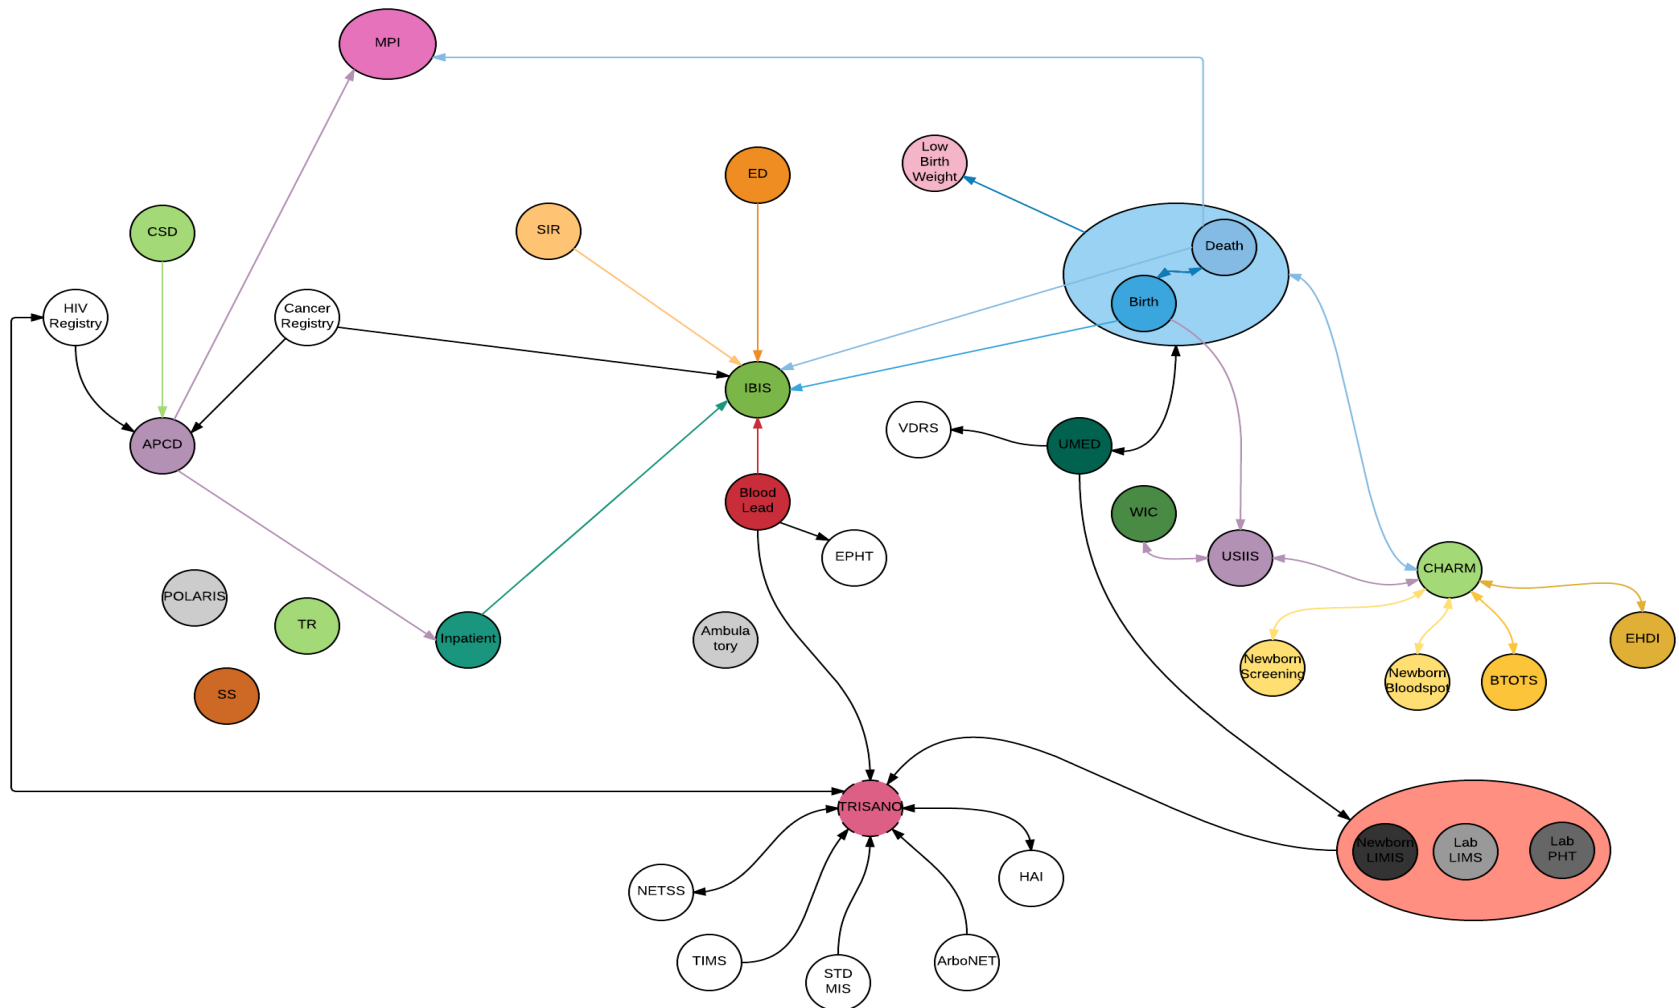 MPI
Low
Birth
Weight
ED
CSD
SIR
Death
HIV
Registry
Cancer
Registry
Birth
IBIS
APCD
VDRS
UMED
Blood
Lead
WIC
EPHT
USIIS
CHARM
POLARIS
TR
Inpatient
Ambula
tory
EHDI
Newborn
Screening
Newborn
Bloodspot
BTOTS
SS
TRISANO
Newborn
LIMIS
Lab
LIMS
Lab
PHT
NETSS
HAI
TIMS
STD
MIS
ArboNET